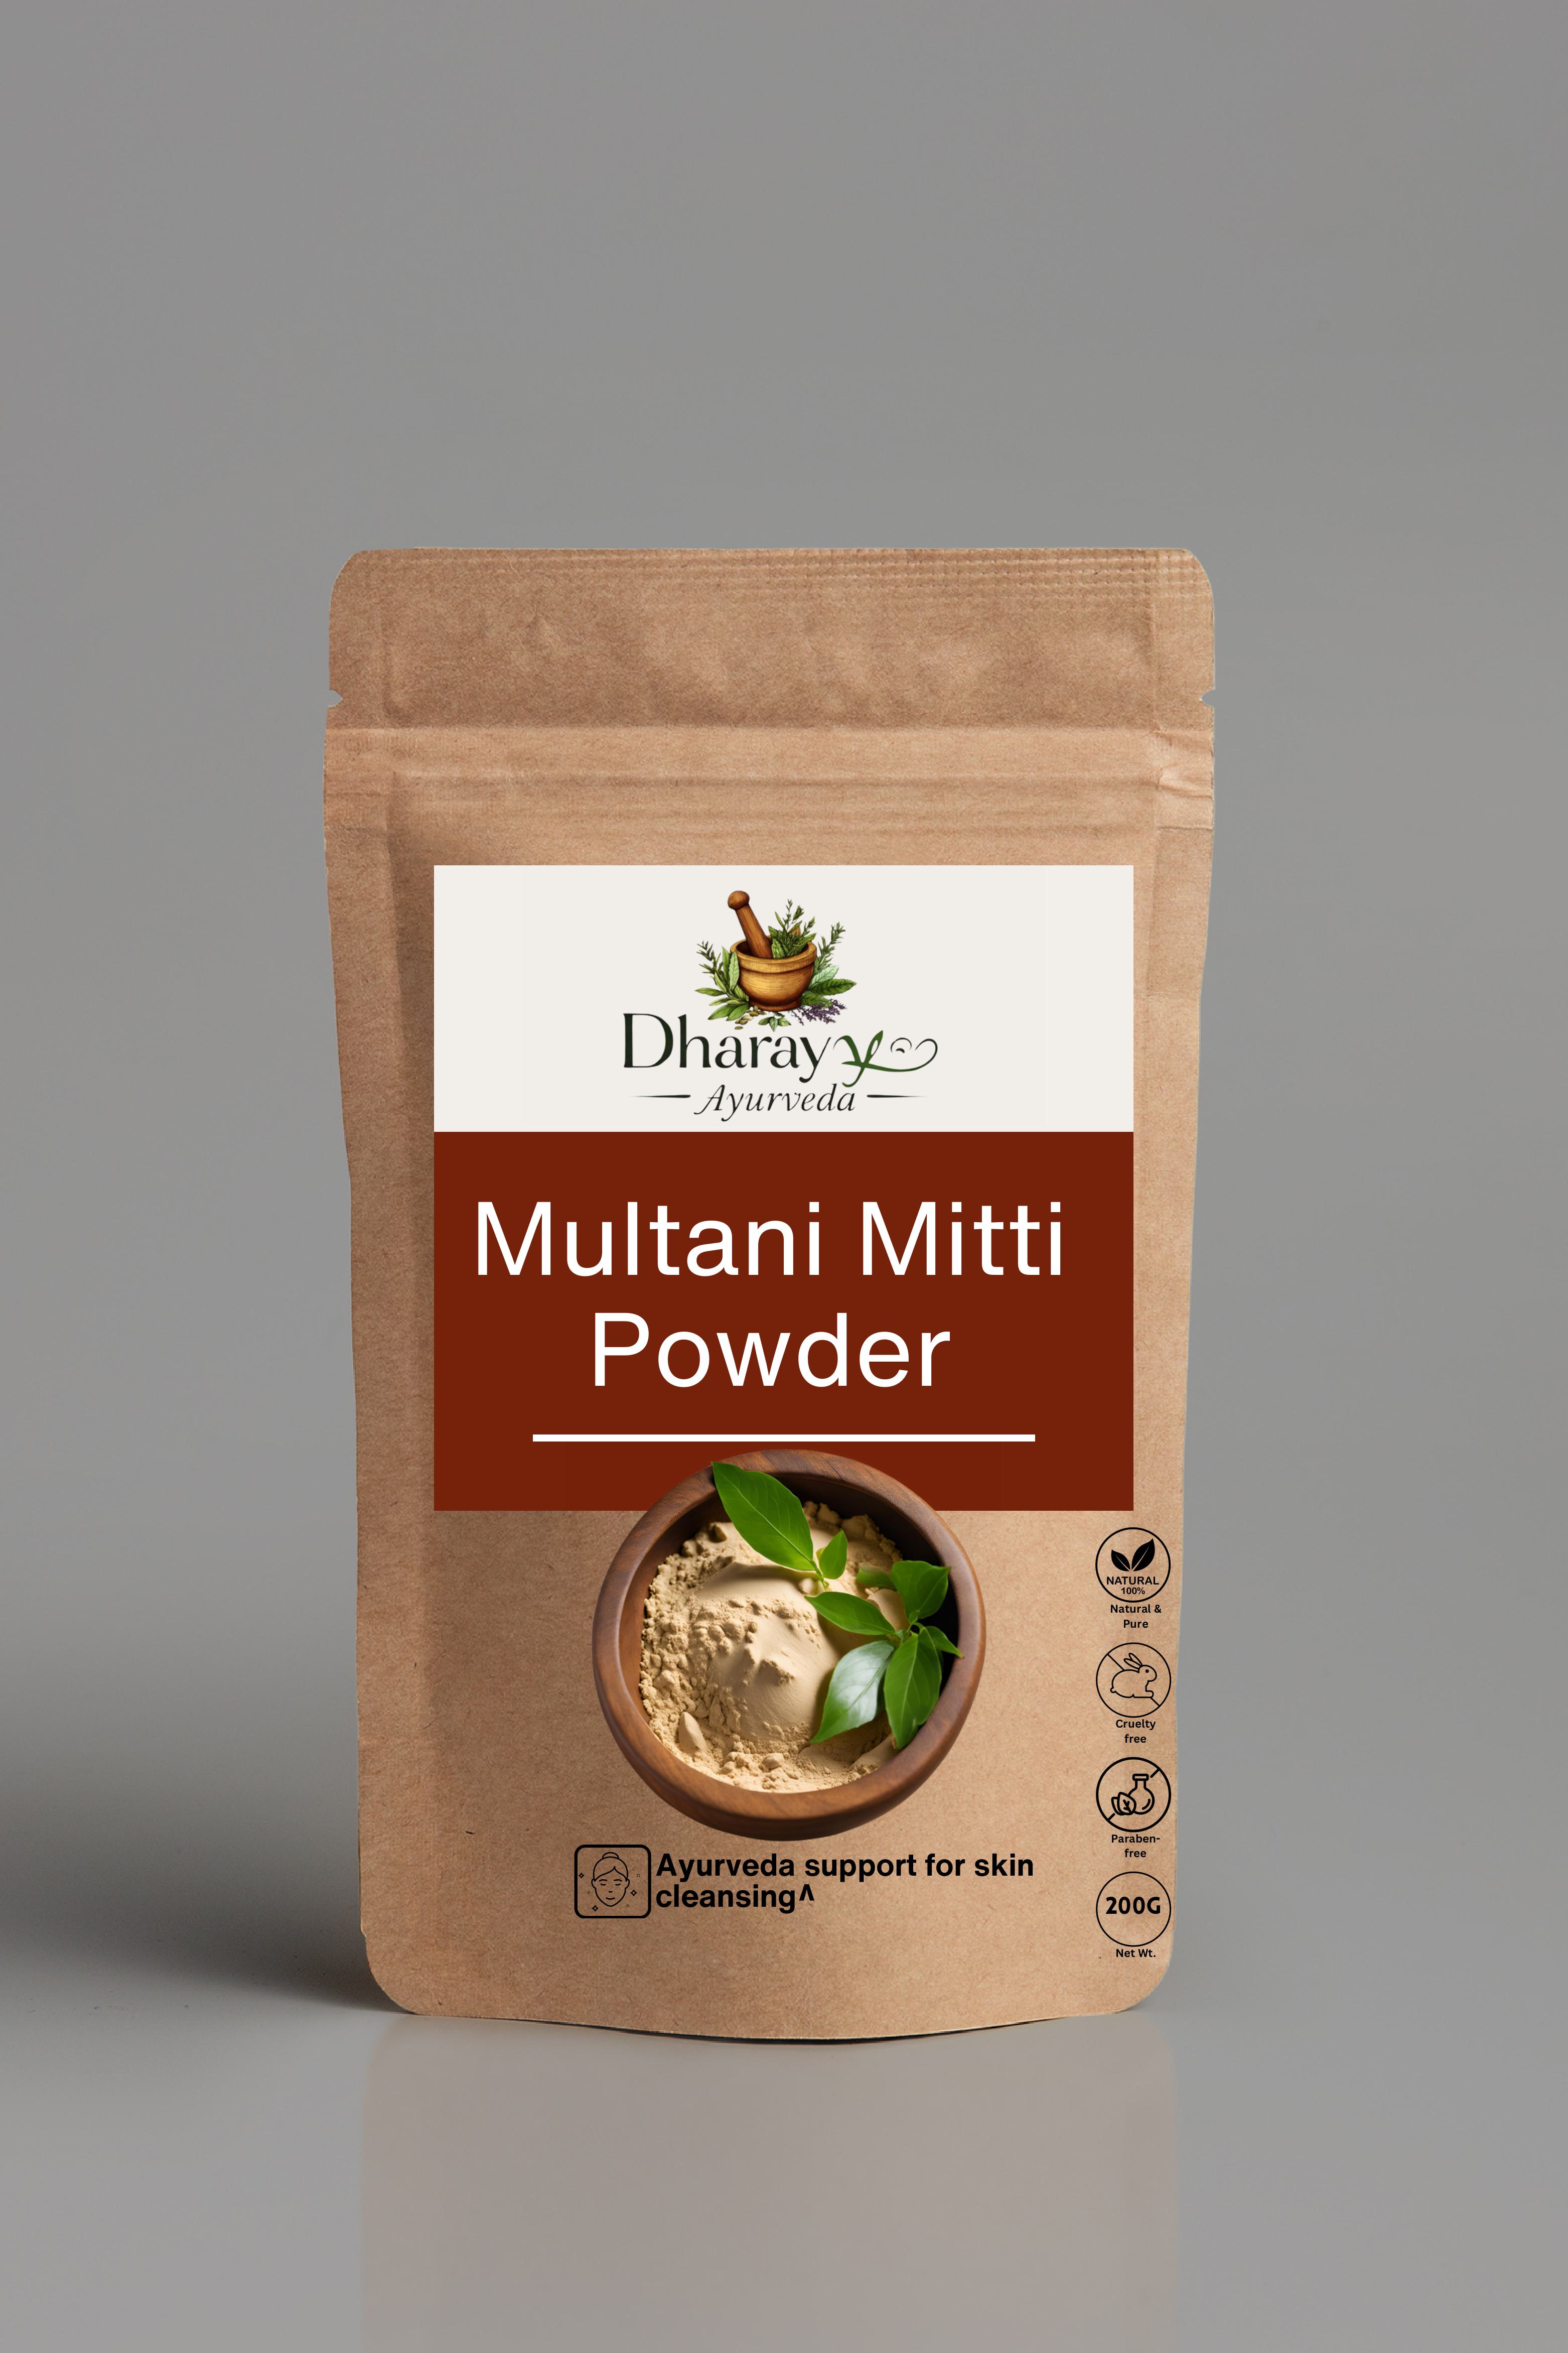 Dharay
Ayurveda
Multani Mitti
Powder
NATURAL
100%
Natural &
Pure
Cruelty
free
Paraben-
free
Ayurveda support for skin
cleansing^
200G
Net Wt.